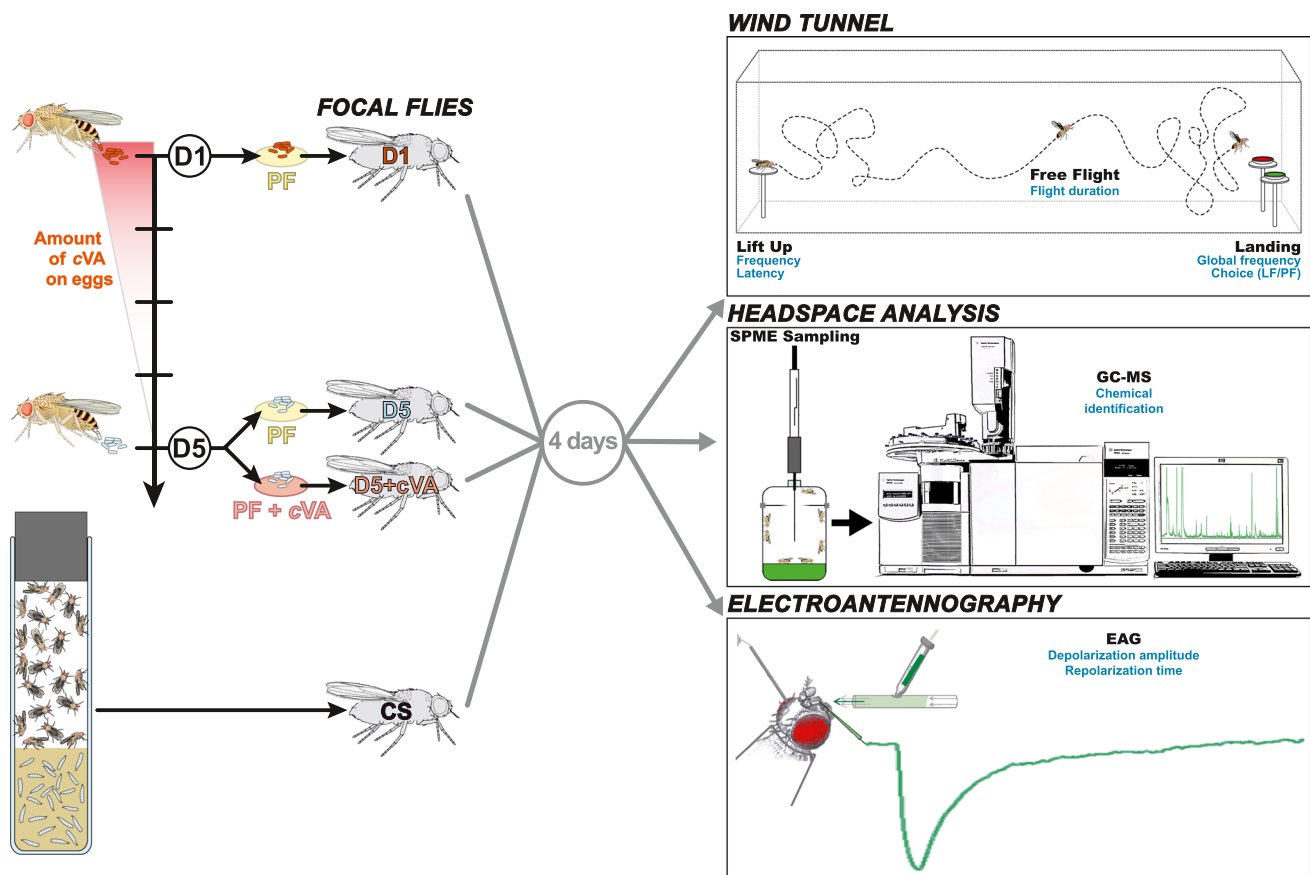 WIND TUNNEL
FOCAL FLIES
D1
PF
D1
Amount
of cVA
on eggs
Free Flight
Flight duration
Lift Up
Frequency
Latency
Landing
Global frequency
Choice (LF/PF)
HEADSPACE ANALYSIS
SPME Sampling
GC-MS
Chemical
identification
D5
PF
D5
PF + cVA
D5+cVA
4 days
ELECTROANTENNOGRAPHY
EAG
Depolarization amplitude
Repolarization time
CS